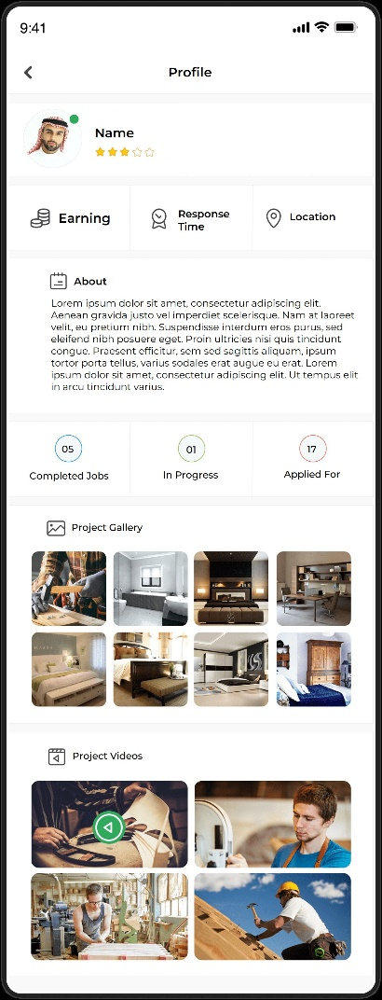 9:41
Profile
Name
Earning
Response
Time
Location
About
Lorem ipsum dolor sit amet, consectetur adipiscing elit.
Aenean gravida justo vel imperdiet scelerisque. Nam at laoreet
velit, eu pretium nibh. Suspendisse interdum eros purus, sed
eleifend nibh posuere eget. Proin ultricies nisi quis tincidunt
congue. Praesent efficitur, sem sed sagittis aliquam, ipsum
tortor porta tellus, varius sodales erat augue eu erat. Lorem
ipsum dolor sit amet, consectetur adipiscing elit. Ut tempus elit
in arcu tincidunt varius.
05
01
17
Completed Jobs
In Progress
Applied For
Project Gallery
Project Videos